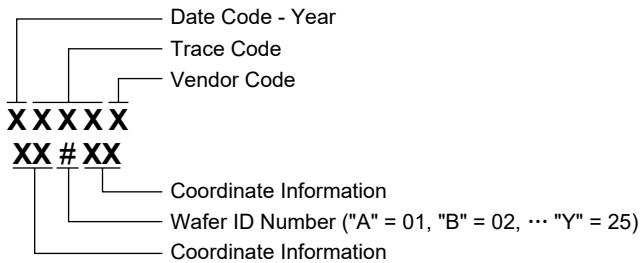 Date Code - Year
Trace Code
Vendor Code
X X X X X
XX # XX
Coordinate Information
Wafer ID Number ("A" = 01, "B" = 02, ··· "Y" = 25)
Coordinate Information